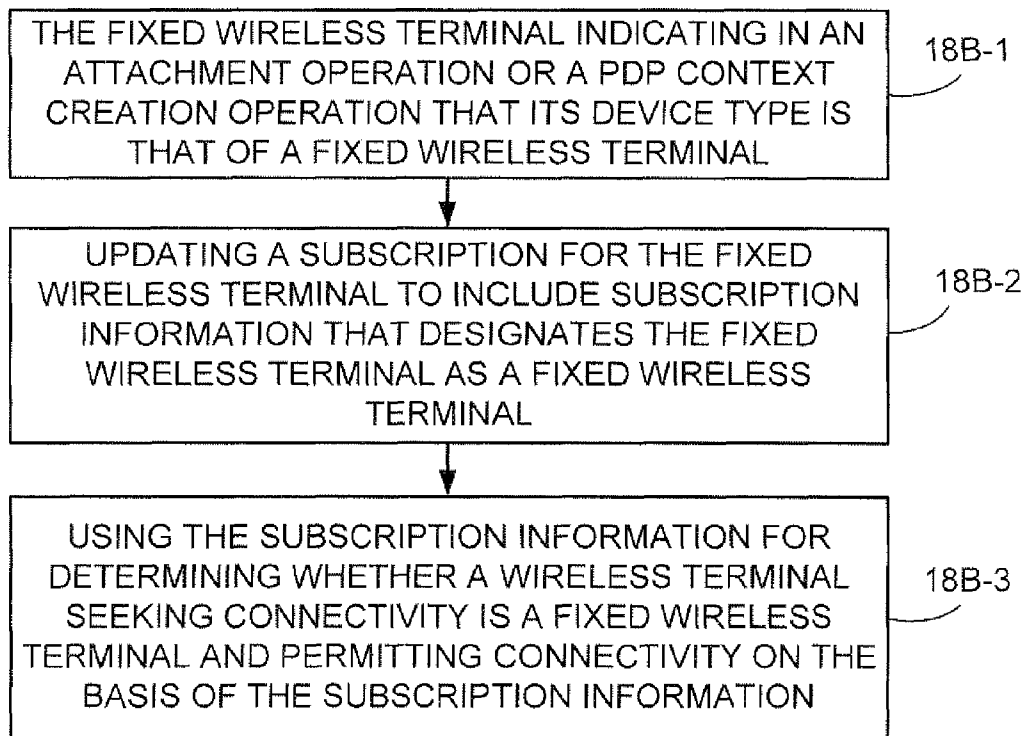 THE FIXED WIRELESS TERMINAL INDICATING IN AN
ATTACHMENT OPERATION OR A PDP CONTEXT
CREATION OPERATION THAT ITS DEVICE TYPE IS
THAT OF A FIXED WIRELESS TERMINAL
18B-1
UPDATING A SUBSCRIPTION FOR THE FIXED
WIRELESS TERMINAL TO INCLUDE SUBSCRIPTION
INFORMATION THAT DESIGNATES THE FIXED
WIRELESS TERMINAL AS A FIXED WIRELESS
TERMINAL
18B-2
USING THE SUBSCRIPTION INFORMATION FOR
DETERMINING WHETHER A WIRELESS TERMINAL
SEEKING CONNECTIVITY IS A FIXED WIRELESS
TERMINAL AND PERMITTING CONNECTIVITY ON THE
BASIS OF THE SUBSCRIPTION INFORMATION
18B-3